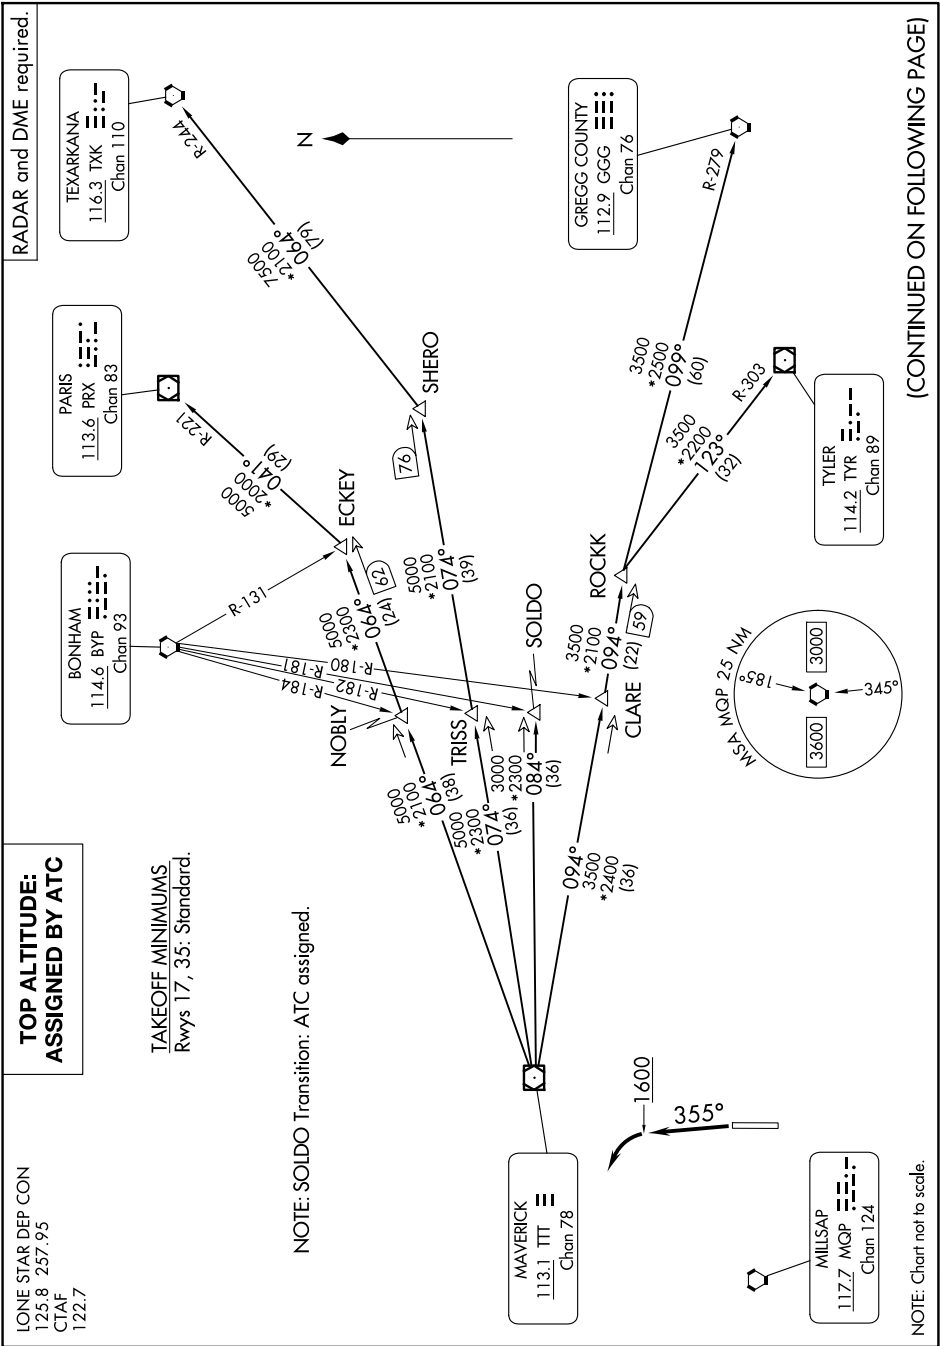 LONE STAR DEP CON
125.8 257.95
CTAF
122.7
TOP ALTITUDE:
ASSIGNED BY ATC
RADAR and DME required.
TAKEOFF MINIMUMS
Rwys 17, 35: Standard.
NOTE: SOLDO Transition: ATC assigned.
BONHAM
114.6 BYP
Chan 93
PARIS
113.6 PRX
Chan 83
TEXARKANA
116.3 TXK
Chan 110
N
R-131
R-180
R-181
R-182
R-184
R-221
5000
*2000
041°
(29)
R-244
7500
*2100
064°
(79)
ECKEY
SHERO
62
76
5000
*2300
064°
(24)
NOBLY
5000
*2100
064°
(38)
5000
*2100
074°
(39)
TRISS
5000
*2300
074°
(36)
SOLDO
3000
*2300
084°
(36)
CLARE
094°
3500
*2400
(36)
ROCKK
3500
*2100
094°
(22)
59
3500
*2500
099°
(60)
R-279
GREGG COUNTY
112.9 GGG
Chan 76
3500
*2200
123°
(32)
R-303
TYLER
114.2 TYR
Chan 89
MAVERICK
113.1 TTT
Chan 78
1600
355°
MILLSAP
117.7 MQP
Chan 124
MSA MQP 25 NM
185°
345°
3600
3000
NOTE: Chart not to scale.
(CONTINUED ON FOLLOWING PAGE)